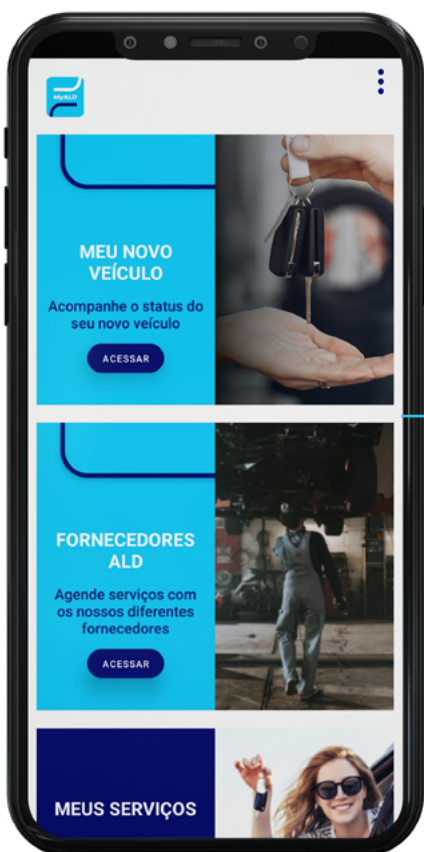 MyALD
MEU NOVO
VEÍCULO
Acompanhe o status do
seu novo veículo
ACESSAR
FORNECEDORES
ALD
Agende serviços com
os nossos diferentes
fornecedores
ACESSAR
MEUS SERVIÇOS